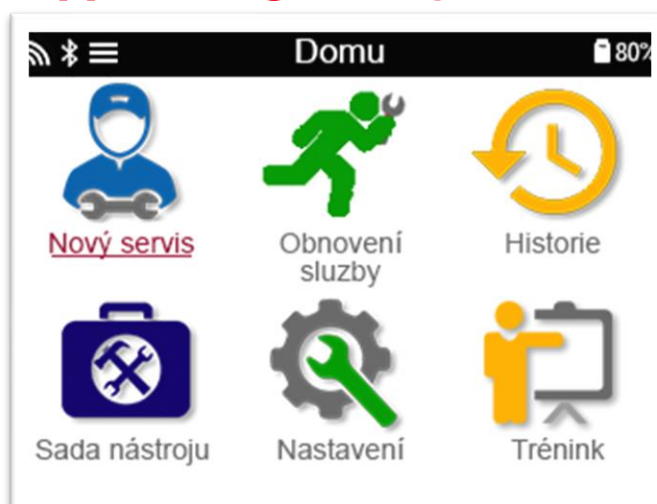 Domu
80%
Nový servis
Obnovení
sluzby
Historie
Sada nástroju
Nastavení
Trénink